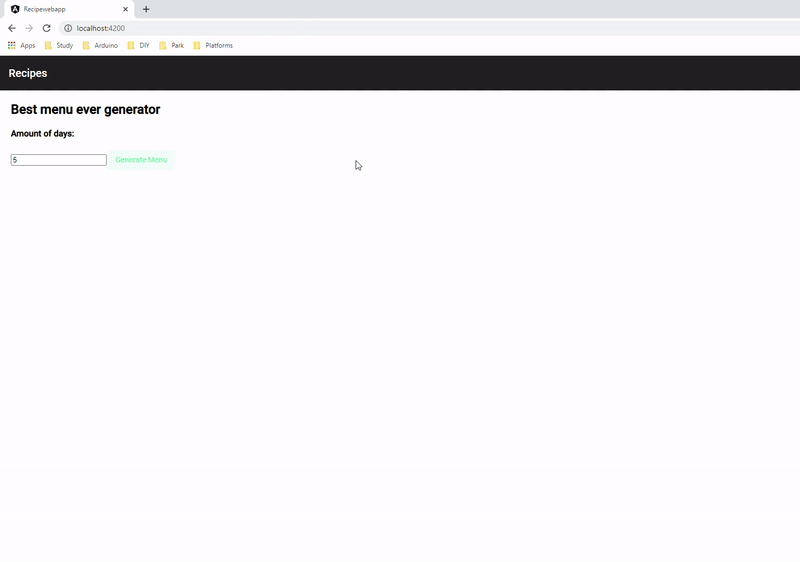 Recipewebapp
localhost:4200
Apps Study Arduino DIY Park Platforms
Recipes
Best menu ever generator
Amount of days:
5 Generate Menu